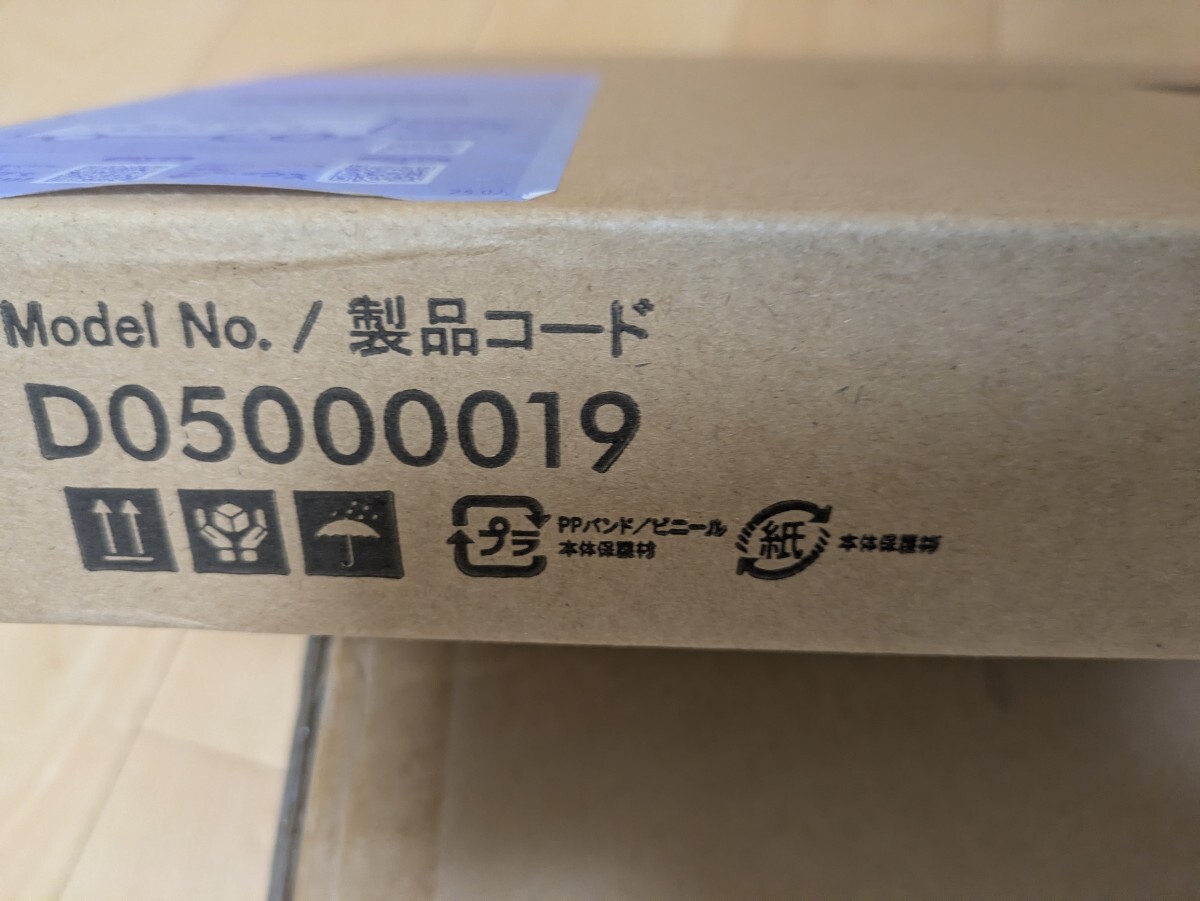 Model No. / 製品コード
D05000019
プラ
PPバンド/ビニール
本体保護材
紙
本体保護材